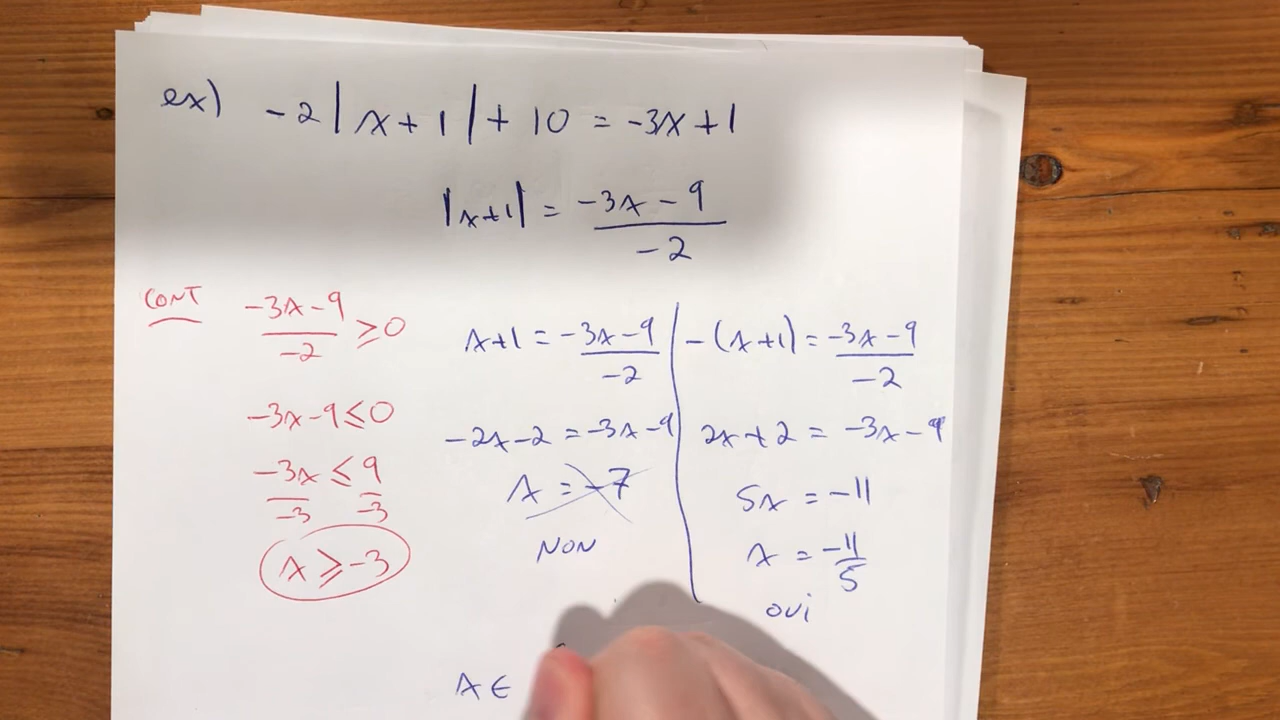 ex) -2|x+1|+10 = -3x+1
|x+1| = (-3x-9)/(-2)
CONT
(-3x-9)/(-2) ≥ 0
-3x-9 ≤ 0
-3x/-3 ≤ 9/-3
x ≥ -3
x+1 = (-3x-9)/(-2)
-2x-2 = -3x-9
x = -7
NON
-(x+1) = (-3x-9)/(-2)
2x+2 = -3x-9
5x = -11
x = -11/5
oui
x ∈